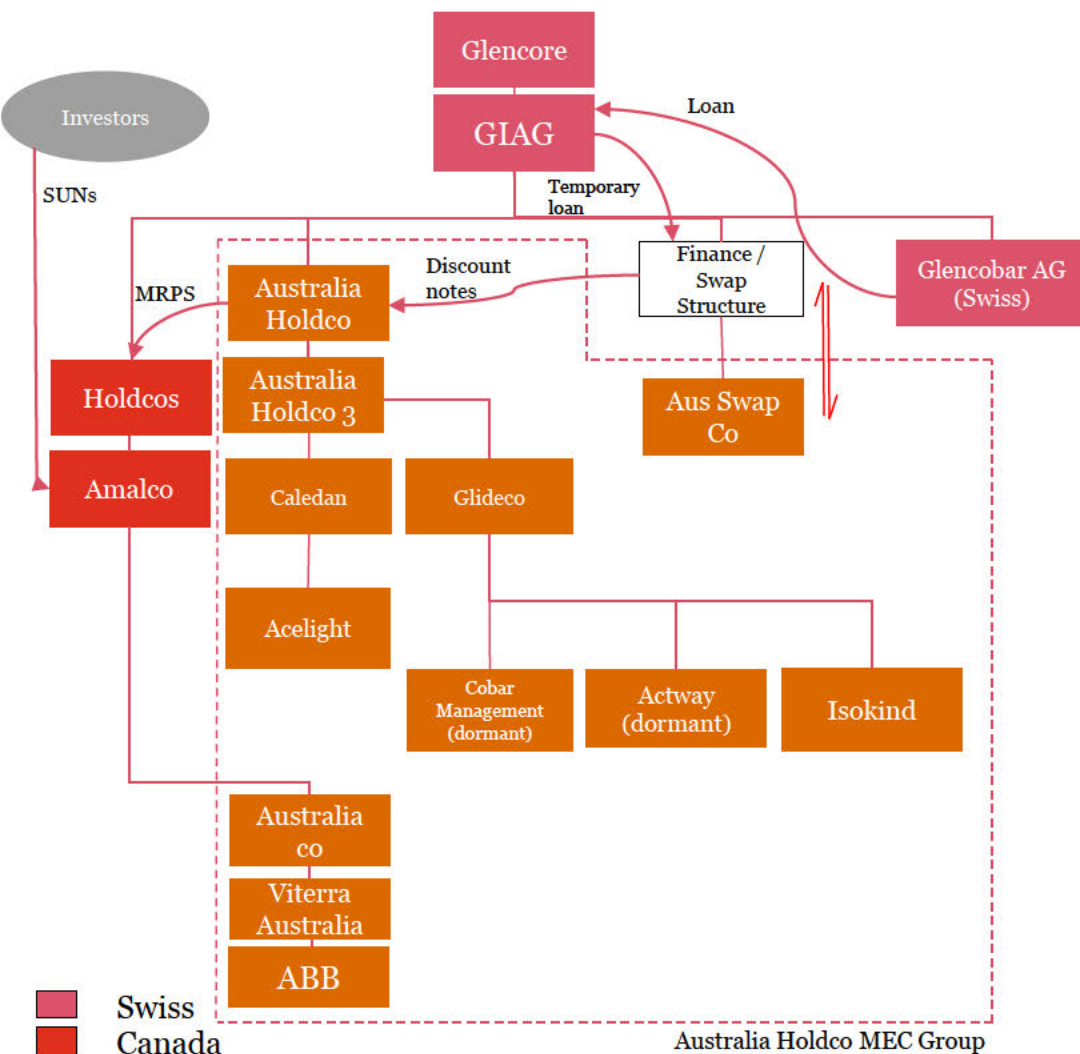 Glencore
Investors
GIAG
Loan
SUNs
Temporary
loan
Finance /
Swap
Structure
Glencobar AG
(Swiss)
Discount
notes
MRPS
Australia
Holdco
Holdcos
Australia
Holdco 3
Aus Swap
Co
Amalco
Caledan
Glideco
Acelight
Cobar
Management
(dormant)
Actway
(dormant)
Isokind
Australia
co
Viterra
Australia
ABB
Swiss
Canada
Australia Holdco MEC Group